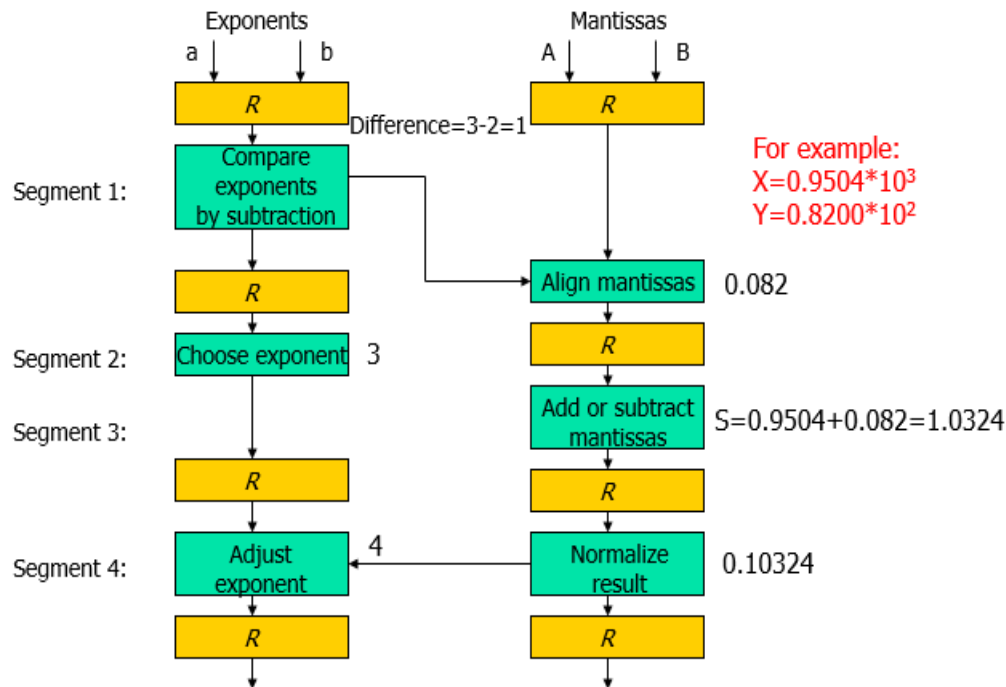 Exponents
Mantissas
a
b
A
B
R
R
Difference=3-2=1
For example:
X=0.9504*10³
Y=0.8200*10²
Segment 1:
Compare
exponents
by subtraction
R
Align mantissas
0.082
Segment 2:
Choose exponent
3
R
Segment 3:
Add or subtract
mantissas
S=0.9504+0.082=1.0324
R
R
Segment 4:
Adjust
exponent
4
Normalize
result
0.10324
R
R